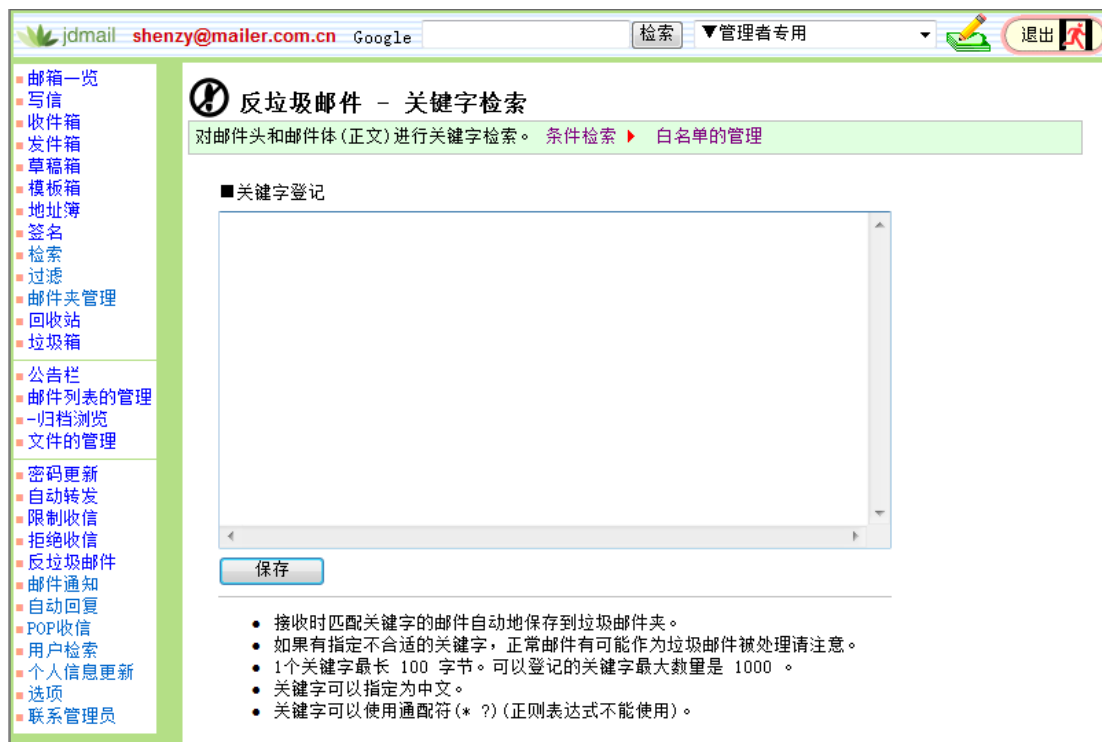 jdmail shenzy@mailer.com.cn Google 检索 ▼管理者专用 退出
邮箱一览
写信
收件箱
发件箱
草稿箱
模板箱
地址簿
签名
检索
过滤
邮件夹管理
回收站
垃圾箱
公告栏
邮件列表的管理
-归档浏览
文件的管理
密码更新
自动转发
限制收信
拒绝收信
反垃圾邮件
邮件通知
自动回复
POP收信
用户检索
个人信息更新
选项
联系管理员
反垃圾邮件 - 关键字检索
对邮件头和邮件体(正文)进行关键字检索。 条件检索 白名单的管理
■关键字登记
保存
● 接收时匹配关键字的邮件自动地保存到垃圾邮件夹。
● 如果有指定不合适的关键字，正常邮件有可能作为垃圾邮件被处理请注意。
● 1个关键字最长 100 字节。可以登记的关键字最大数量是 1000 。
● 关键字可以指定为中文。
● 关键字可以使用通配符(* ?)(正则表达式不能使用)。